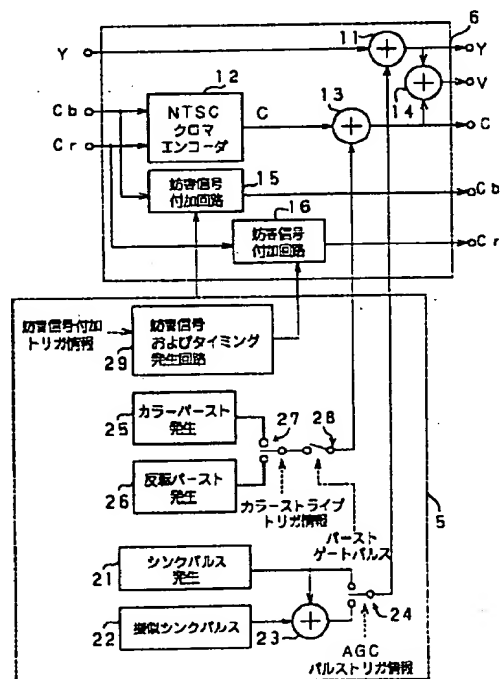 6
11
Y
Y
12
V
Cb
NTSC
クロマ
エンコーダ
C
13
14
C
Cr
15
妨害信号
付加回路
16
Cb
妨害信号
付加回路
Cr
妨害信号付加
トリガ情報
妨害信号
およびタイミング
発生回路
29
25
カラーバースト
発生
27
28
26
反転バースト
発生
カラーストライプ
トリガ情報
5
バースト
ゲートパルス
21
シンクパルス
発生
22
擬似シンクパルス
23
24
AGC
パルストリガ情報